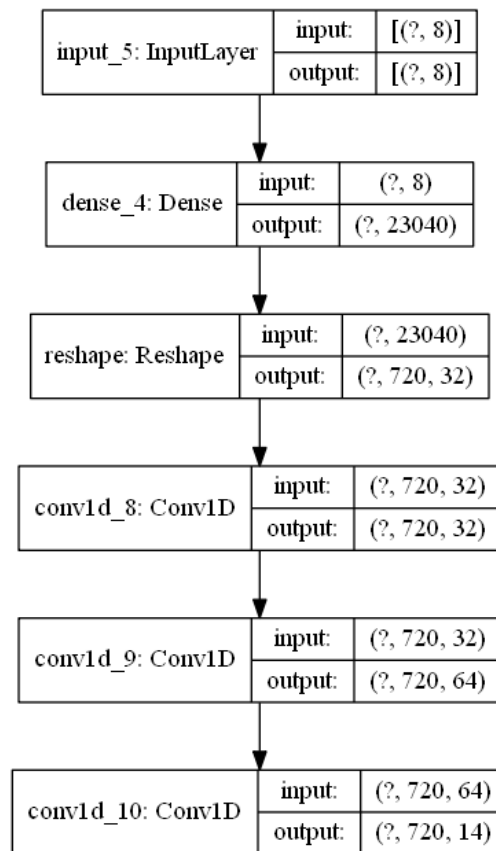 input_5: InputLayer
input:
[(?, 8)]
output:
[(?, 8)]
dense_4: Dense
input:
(?, 8)
output:
(?, 23040)
reshape: Reshape
input:
(?, 23040)
output:
(?, 720, 32)
conv1d_8: Conv1D
input:
(?, 720, 32)
output:
(?, 720, 32)
conv1d_9: Conv1D
input:
(?, 720, 32)
output:
(?, 720, 64)
conv1d_10: Conv1D
input:
(?, 720, 64)
output:
(?, 720, 14)